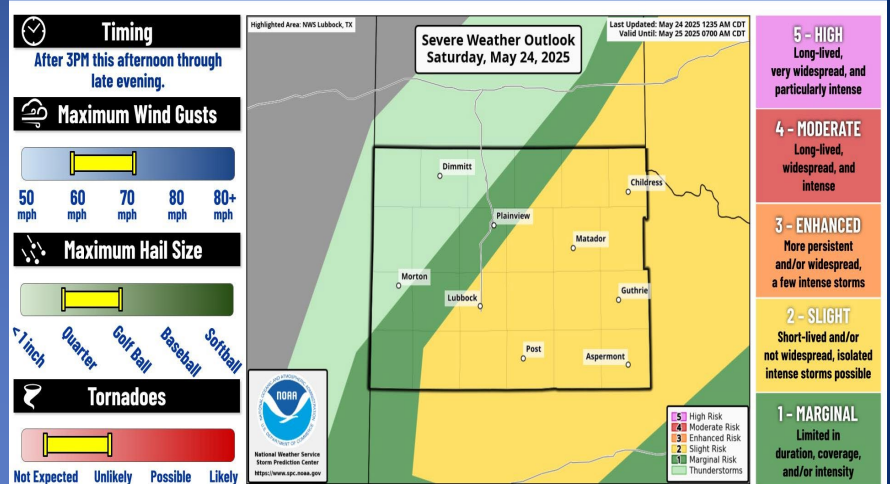 Timing
After 3PM this afternoon through
late evening.
Maximum Wind Gusts
50 60 70 80 80+
mph mph mph mph mph
Maximum Hail Size
< 1 inch Quarter Golf Ball Baseball Softball
Tornadoes
Not Expected Unlikely Possible Likely
Highlighted Area: NWS Lubbock, TX
Severe Weather Outlook
Saturday, May 24, 2025
Last Updated: May 24 2025 1235 AM CDT
Valid Until: May 25 2025 0700 AM CDT
Dimmitt
Childress
Plainview
Matador
Morton
Lubbock
Guthrie
Post
Aspermont
NOAA
National Weather Service
Storm Prediction Center
https://www.spc.noaa.gov
5 High Risk
4 Moderate Risk
3 Enhanced Risk
2 Slight Risk
1 Marginal Risk
Thunderstorms
5 - HIGH
Long-lived,
very widespread, and
particularly intense
4 - MODERATE
Long-lived,
widespread, and
intense
3 - ENHANCED
More persistent
and/or widespread,
a few intense storms
2 - SLIGHT
Short-lived and/or
not widespread, isolated
intense storms possible
1 - MARGINAL
Limited in
duration, coverage,
and/or intensity